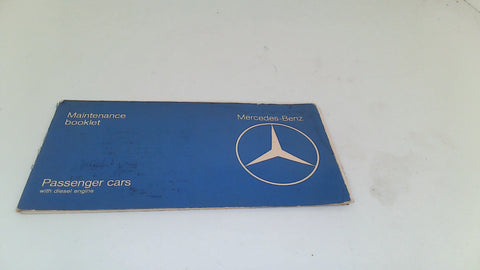 Maintenance
booklet
Mercedes-Benz
Passenger cars
with diesel engine